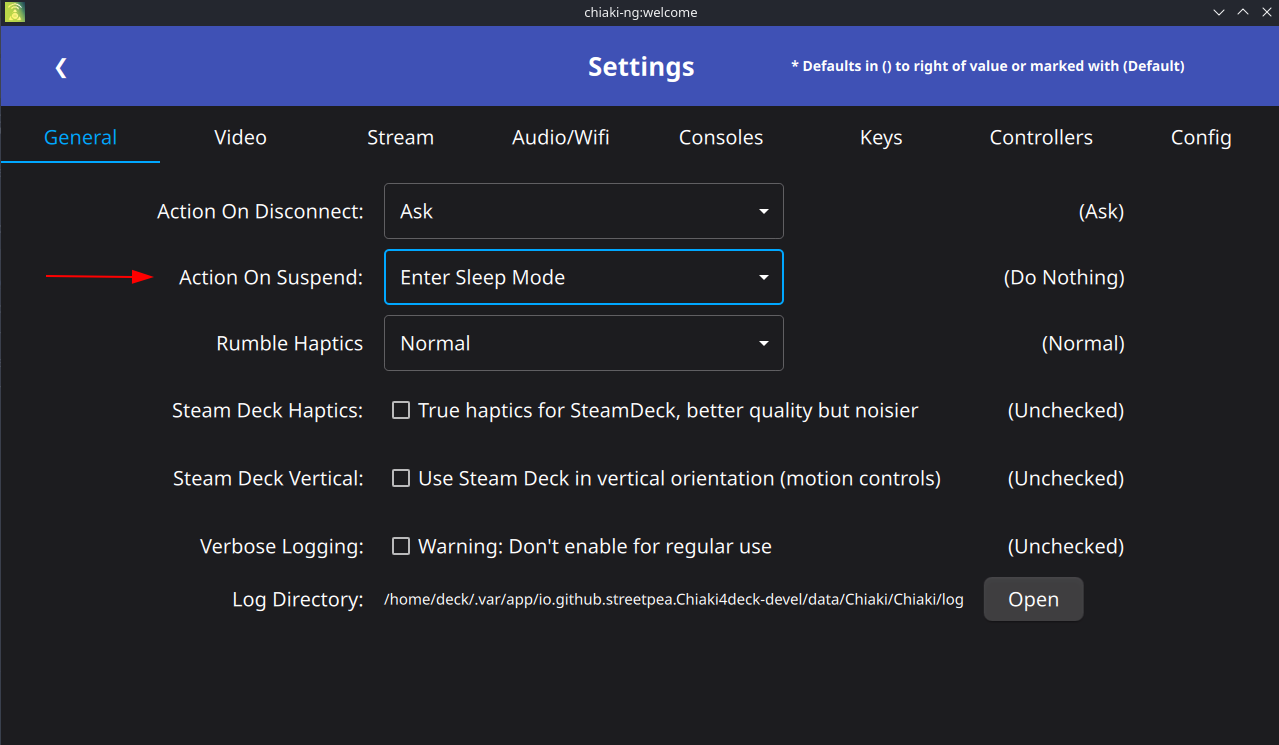 chiaki-ng:welcome
Settings
* Defaults in () to right of value or marked with (Default)
General Video Stream Audio/Wifi Consoles Keys Controllers Config
Action On Disconnect: Ask (Ask)
Action On Suspend: Enter Sleep Mode (Do Nothing)
Rumble Haptics Normal (Normal)
Steam Deck Haptics: True haptics for SteamDeck, better quality but noisier (Unchecked)
Steam Deck Vertical: Use Steam Deck in vertical orientation (motion controls) (Unchecked)
Verbose Logging: Warning: Don't enable for regular use (Unchecked)
Log Directory: /home/deck/.var/app/io.github.streetpea.Chiaki4deck-devel/data/Chiaki/Chiaki/log Open